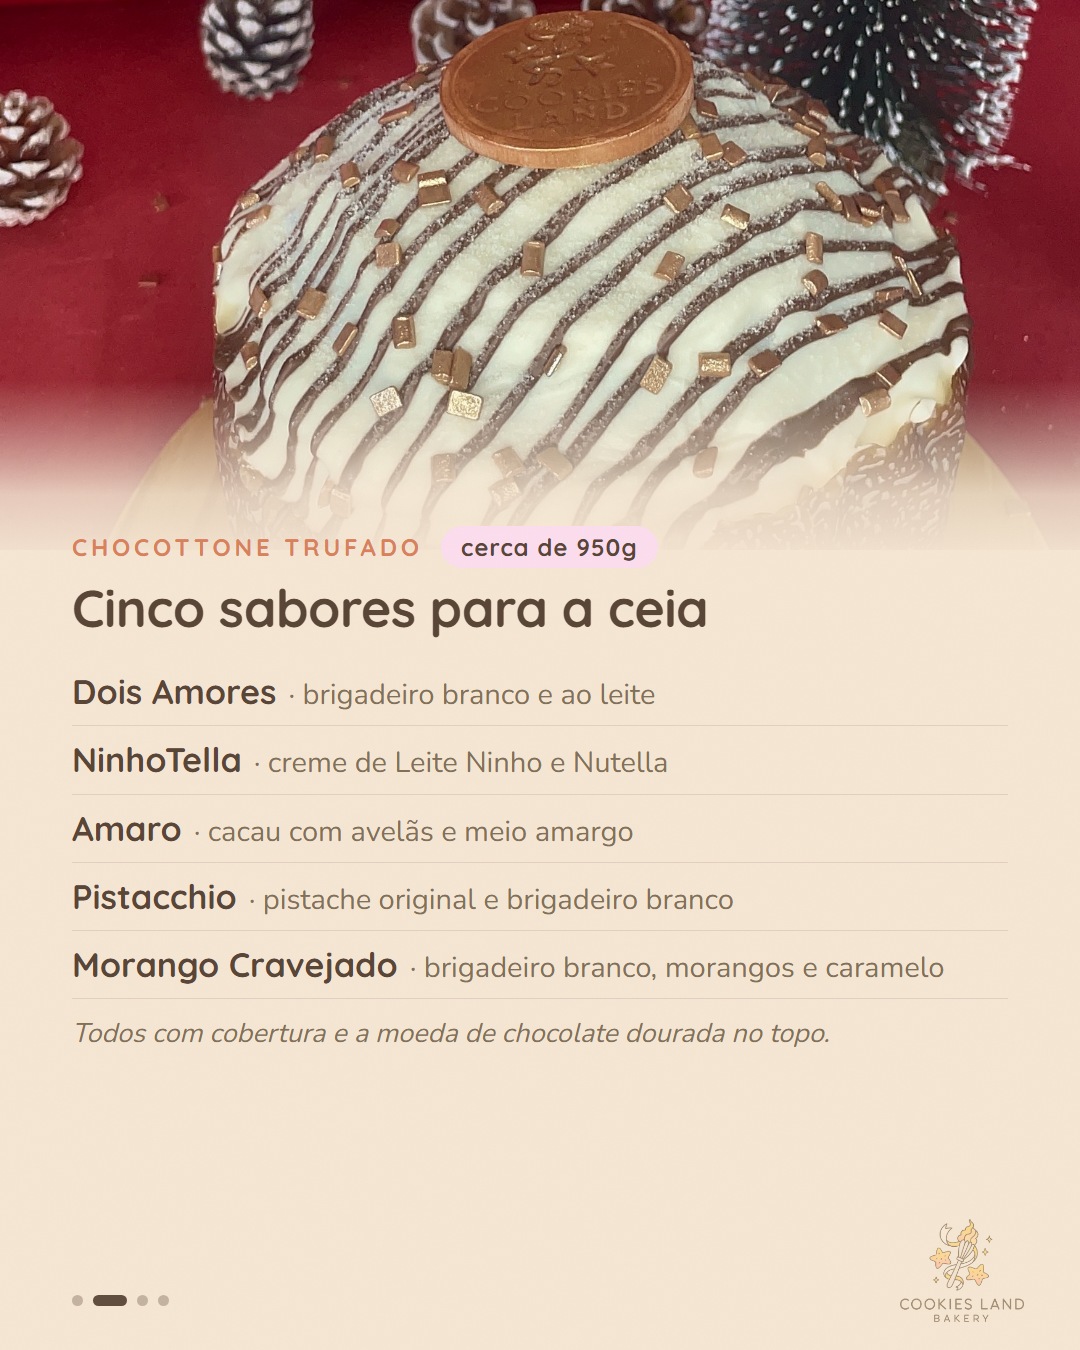 COOKIES
LAND
CHOCOTTONE TRUFADO cerca de 950g
Cinco sabores para a ceia
Dois Amores · brigadeiro branco e ao leite
NinhoTella · creme de Leite Ninho e Nutella
Amaro · cacau com avelãs e meio amargo
Pistacchio · pistache original e brigadeiro branco
Morango Cravejado · brigadeiro branco, morangos e caramelo
Todos com cobertura e a moeda de chocolate dourada no topo.
COOKIES LAND
BAKERY